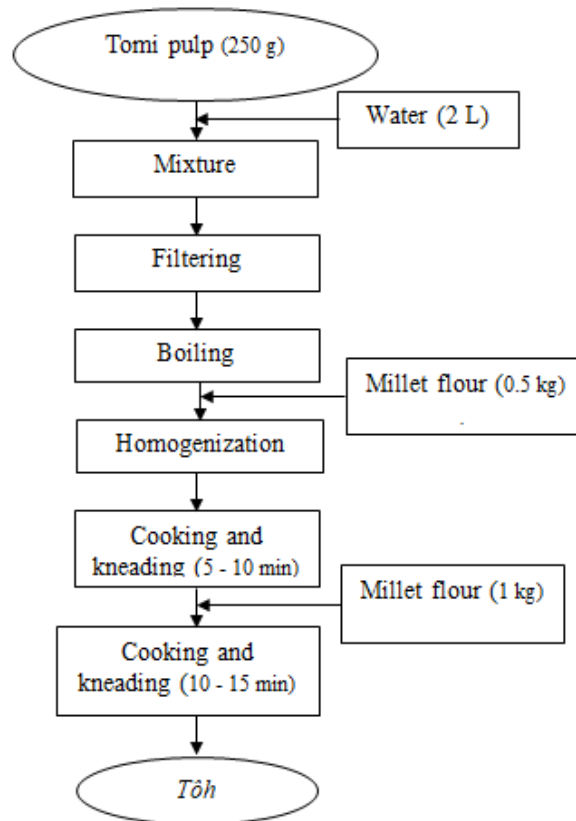 Tomi pulp (250 g)
Water (2 L)
Mixture
Filtering
Boiling
Millet flour (0.5 kg)
.
Homogenization
Cooking and
kneading (5 - 10 min)
Millet flour (1 kg)
Cooking and
kneading (10 - 15 min)
Tôh